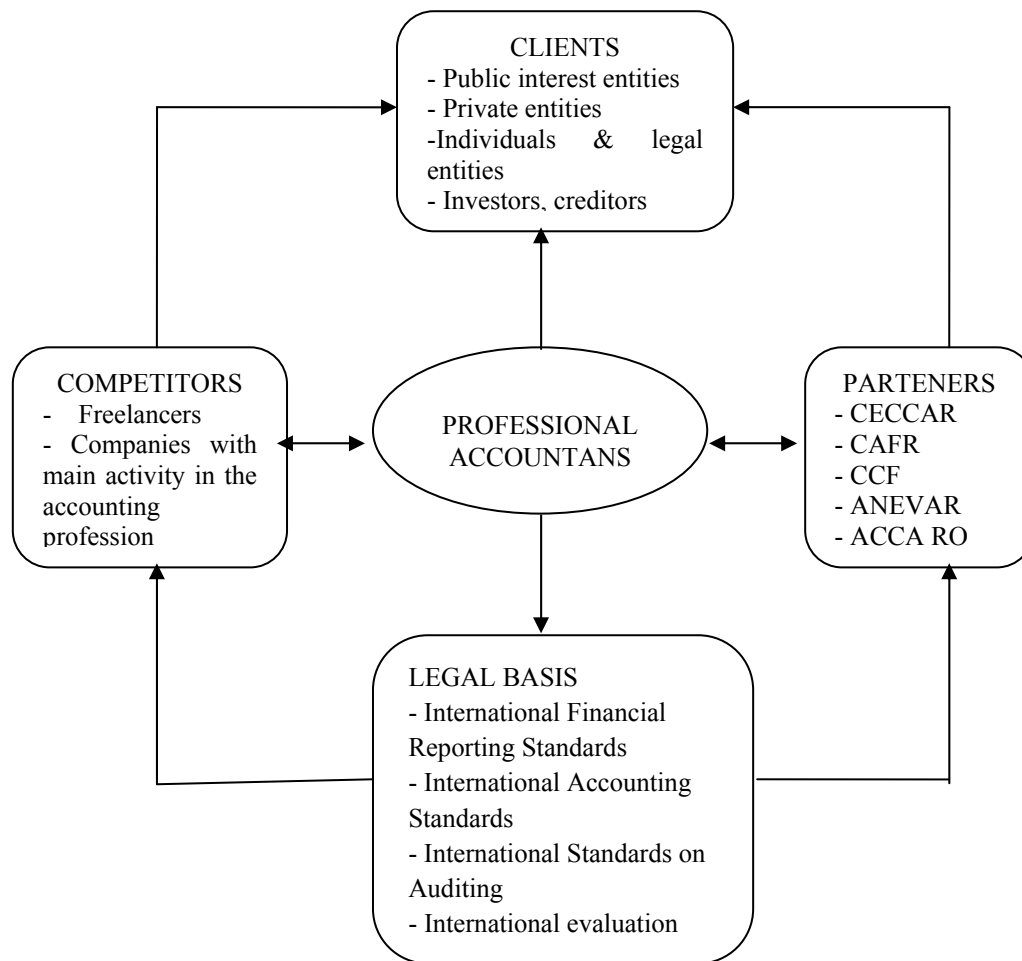 CLIENTS
- Public interest entities
- Private entities
-Individuals & legal
entities
- Investors, creditors
COMPETITORS
- Freelancers
- Companies with
main activity in the
accounting
profession
PROFESSIONAL
ACCOUNTANS
PARTENERS
- CECCAR
- CAFR
- CCF
- ANEVAR
- ACCA RO
LEGAL BASIS
- International Financial
Reporting Standards
- International Accounting
Standards
- International Standards on
Auditing
- International evaluation